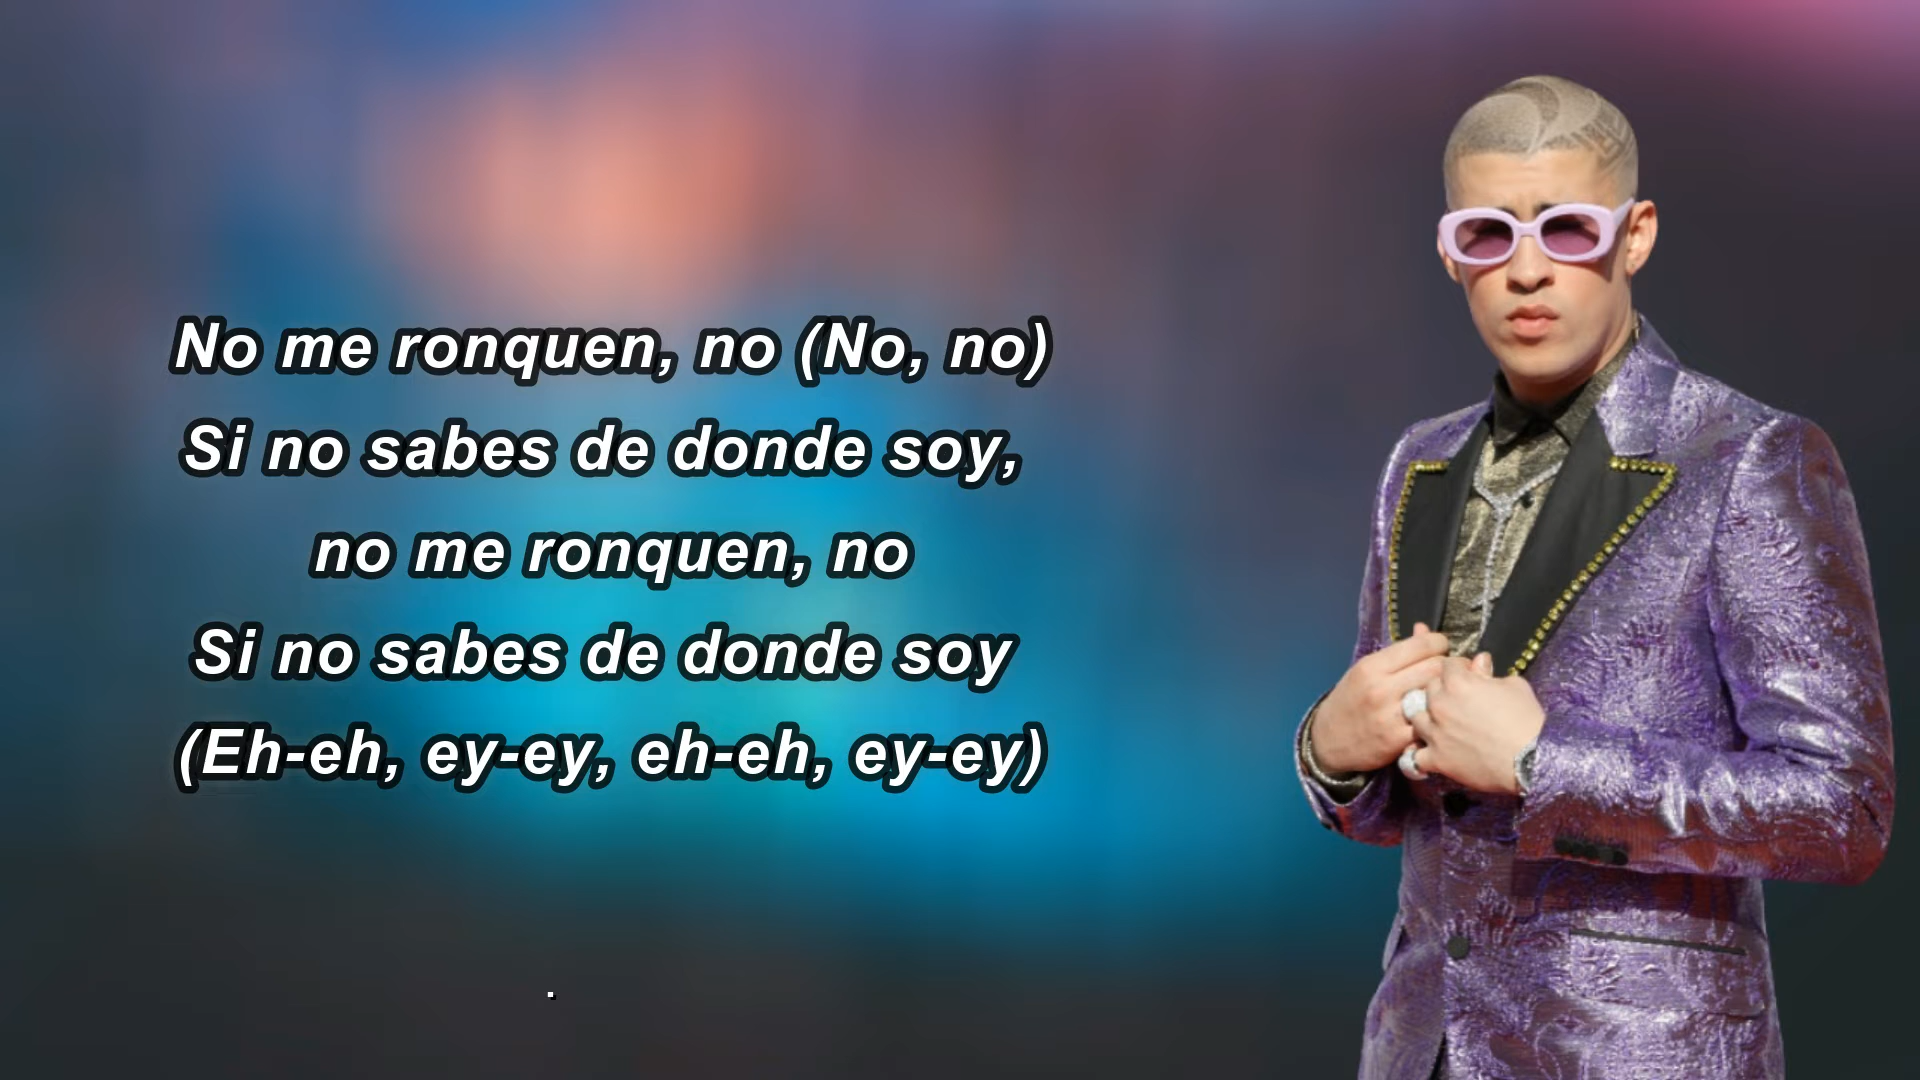 No me ronquen, no (No, no)
Si no sabes de donde soy,
no me ronquen, no
Si no sabes de donde soy
(Eh-eh, ey-ey, eh-eh, ey-ey)
.